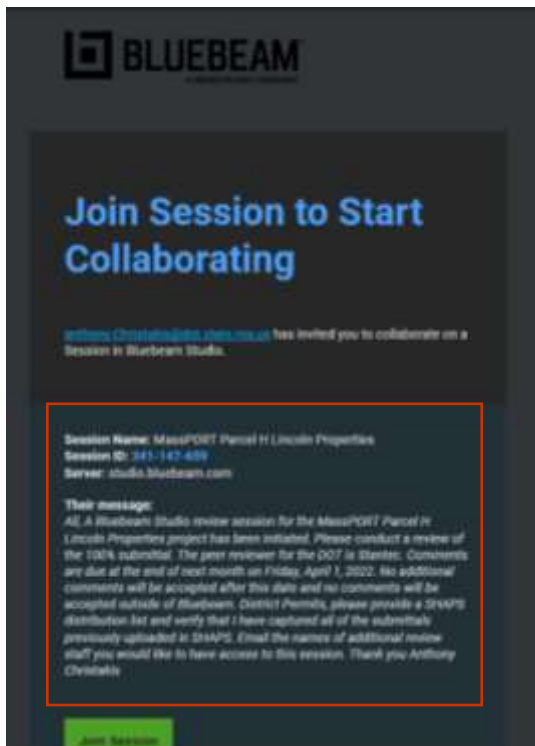 BLUEBEAM
Join Session to Start
Collaborating
has invited you to collaborate on a
Session in Bluebeam Studio.
Session Name: MassPORT Parcel H Lincoln Properties
Session ID: 341-147-659
Server: studio.bluebeam.com
Their message:
All, A Bluebeam Studio review session for the MassPORT Parcel H
Lincoln Properties project has been initiated. Please conduct a review of
the 100% submittal. The peer reviewer for the DOT is Stantec. Comments
are due at the end of next month on Friday, April 1, 2022. No additional
comments will be accepted after this date and no comments will be
accepted outside of Bluebeam. District Permits, please provide a SHAPS
distribution list and verify that I have captured all of the submittals
previously uploaded in SHAPS. Email the names of additional review
staff you would like to have access to this session. Thank you Anthony
Christakis
Join Session